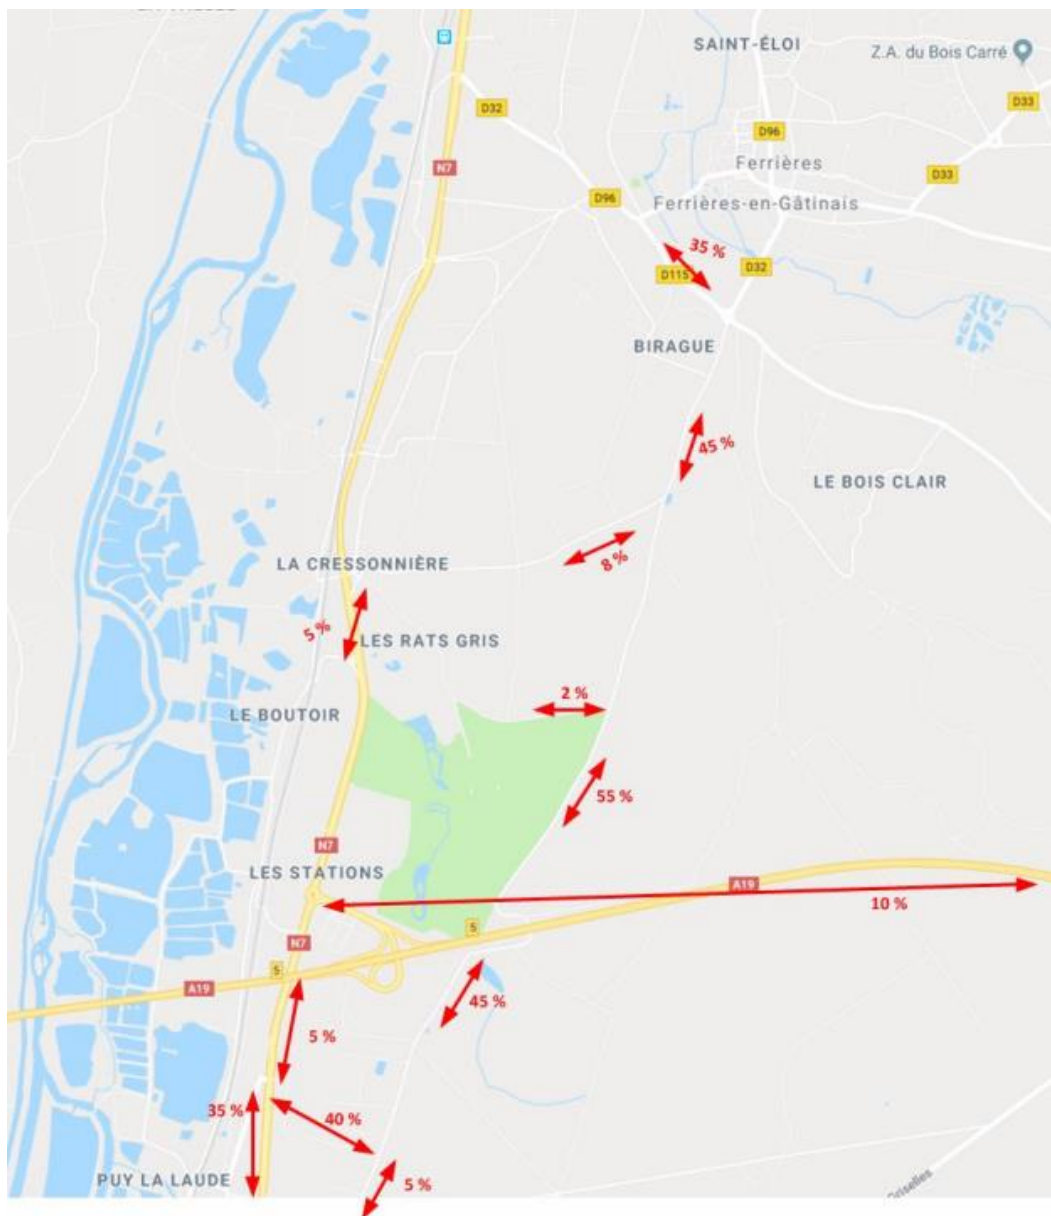 SAINT-ÉLOI
Z.A. du Bois Carré
D32
D33
D96
N7
Ferrières
D33
D96
Ferrières-en-Gâtinais
35 %
D115
D32
BIRAGUE
45 %
LE BOIS CLAIR
8 %
LA CRESSONNIÈRE
5 %
LES RATS GRIS
2 %
LE BOUTOIR
55 %
N7
LES STATIONS
A19
10 %
5
N7
5
A19
45 %
5 %
35 %
40 %
PUY LA LAUDE
5 %